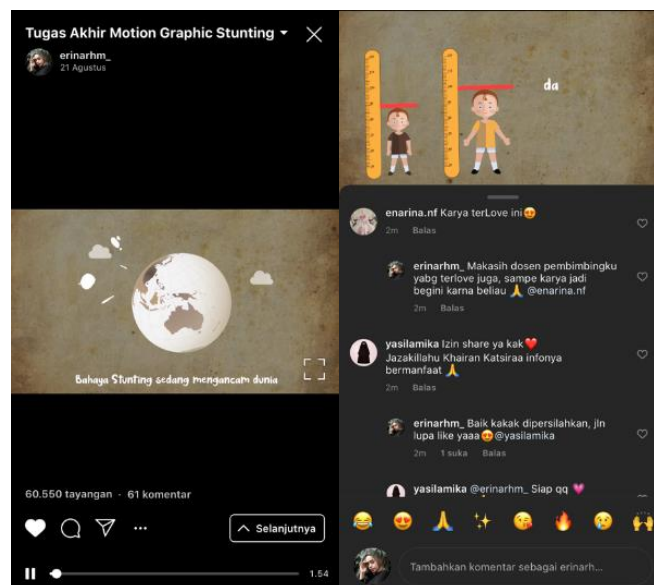 Tugas Akhir Motion Graphic Stunting
erinarhm_
21 Agustus
Bahaya Stunting sedang mengancam dunia
60.550 tayangan · 61 komentar
Selanjutnya
1.54
da
enarina.nf Karya terLove ini😍
2m Balas
erinarhm_ Makasih dosen pembimbingku
yabg terlove juga, sampe karya jadi
begini karna beliau 🙏 @enarina.nf
2m Balas
yasilamika Izin share ya kak❤️
Jazakillahu Khairan Katsiraa infonya
bermanfaat 🙏
2m Balas
erinarhm_ Baik kakak dipersilahkan, jln
lupa like yaaa😍@yasilamika
2m 1 suka Balas
yasilamika @erinarhm_ Siap qq 💗
Tambahkan komentar sebagai erinarh...